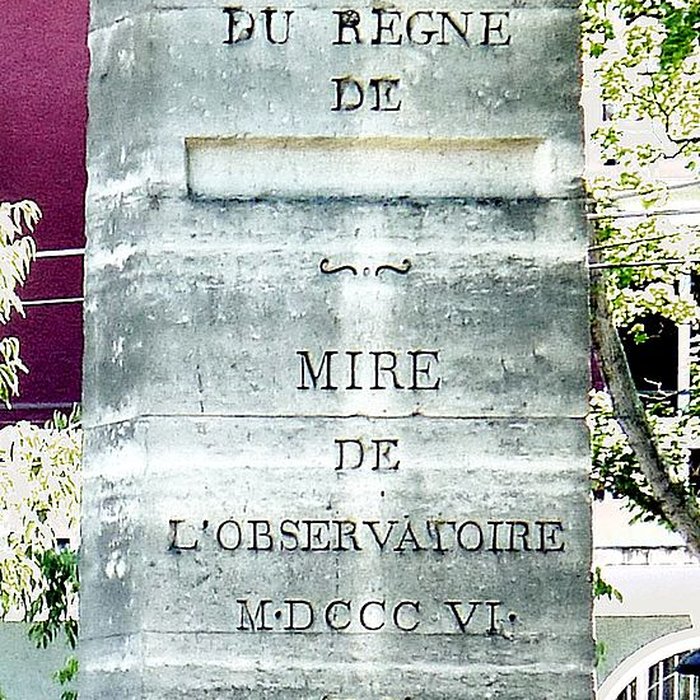 DU REGNE
DE
MIRE
DE
L'OBSERVATOIRE
M·DCCC VI·